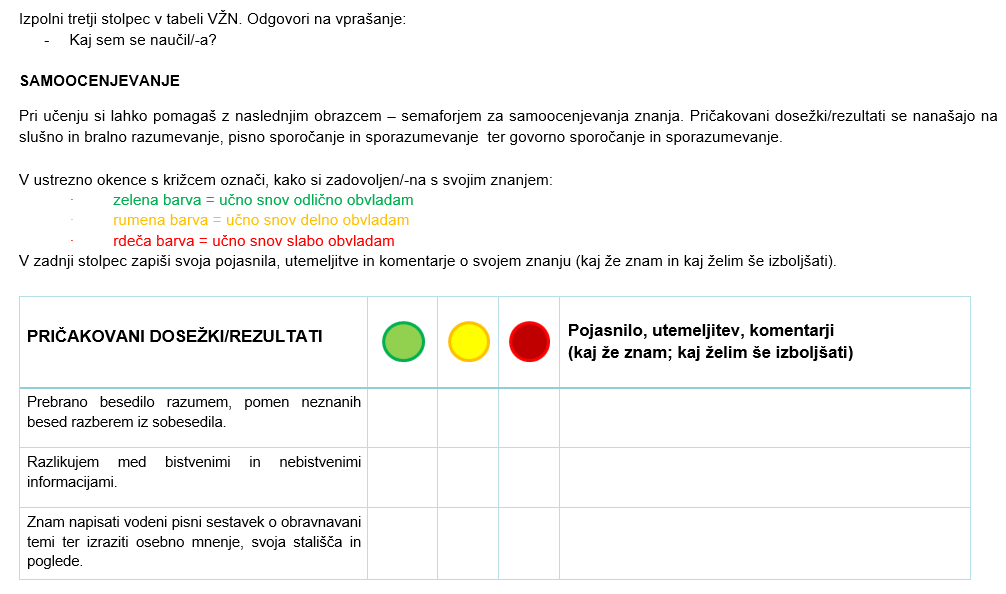 Izpolni tretji stolpec v tabeli VŽN. Odgovori na vprašanje:
- Kaj sem se naučil/-a?
SAMOOCENJEVANJE
Pri učenju si lahko pomagaš z naslednjim obrazcem – semaforjem za samoocenjevanja znanja. Pričakovani dosežki/rezultati se nanašajo na
slušno in bralno razumevanje, pisno sporočanje in sporazumevanje ter govorno sporočanje in sporazumevanje.
V ustrezno okence s križcem označi, kako si zadovoljen/-na s svojim znanjem:
· zelena barva = učno snov odlično obvladam
· rumena barva = učno snov delno obvladam
· rdeča barva = učno snov slabo obvladam
V zadnji stolpec zapiši svoja pojasnila, utemeljitve in komentarje o svojem znanju (kaj že znam in kaj želim še izboljšati).
PRIČAKOVANI DOSEŽKI/REZULTATI
Pojasnilo, utemeljitev, komentarji
(kaj že znam; kaj želim še izboljšati)
Prebrano besedilo razumem, pomen neznanih
besed razberem iz sobesedila.
Razlikujem med bistvenimi in nebistvenimi
informacijami.
Znam napisati vodeni pisni sestavek o obravnavani
temi ter izraziti osebno mnenje, svoja stališča in
poglede.